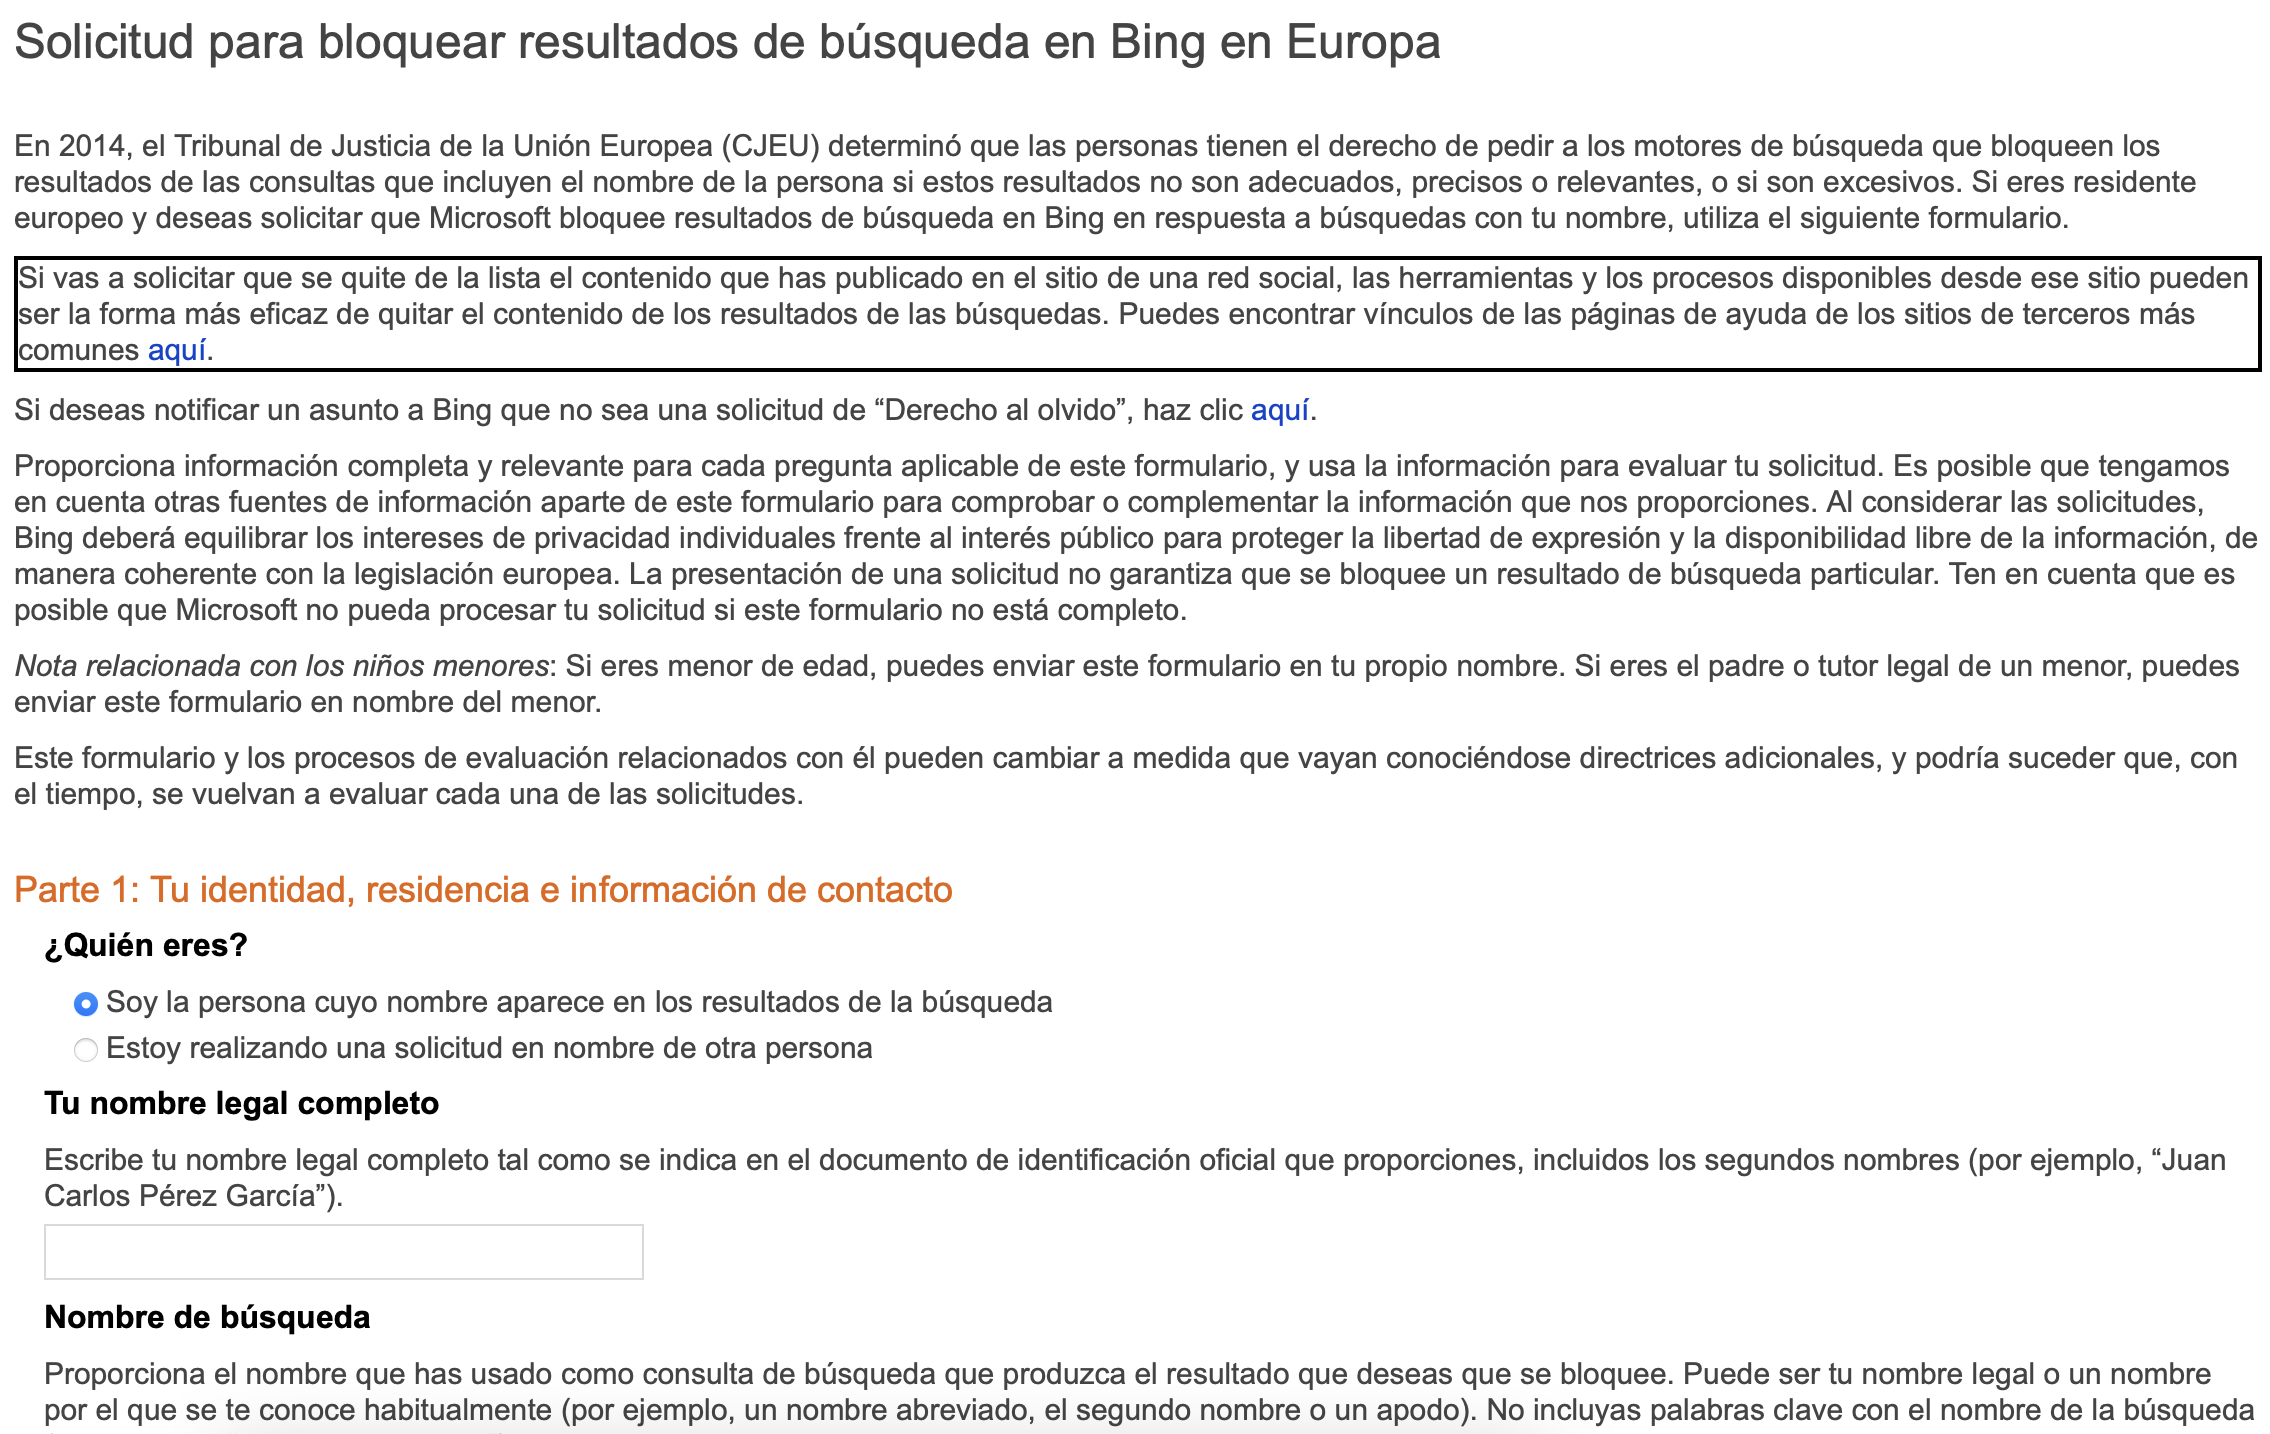 Solicitud para bloquear resultados de búsqueda en Bing en Europa
En 2014, el Tribunal de Justicia de la Unión Europea (CJEU) determinó que las personas tienen el derecho de pedir a los motores de búsqueda que bloqueen los
resultados de las consultas que incluyen el nombre de la persona si estos resultados no son adecuados, precisos o relevantes, o si son excesivos. Si eres residente
europeo y deseas solicitar que Microsoft bloquee resultados de búsqueda en Bing en respuesta a búsquedas con tu nombre, utiliza el siguiente formulario.
Si vas a solicitar que se quite de la lista el contenido que has publicado en el sitio de una red social, las herramientas y los procesos disponibles desde ese sitio pueden
ser la forma más eficaz de quitar el contenido de los resultados de las búsquedas. Puedes encontrar vínculos de las páginas de ayuda de los sitios de terceros más
comunes aquí.
Si deseas notificar un asunto a Bing que no sea una solicitud de “Derecho al olvido”, haz clic aquí.
Proporciona información completa y relevante para cada pregunta aplicable de este formulario, y usa la información para evaluar tu solicitud. Es posible que tengamos
en cuenta otras fuentes de información aparte de este formulario para comprobar o complementar la información que nos proporciones. Al considerar las solicitudes,
Bing deberá equilibrar los intereses de privacidad individuales frente al interés público para proteger la libertad de expresión y la disponibilidad libre de la información, de
manera coherente con la legislación europea. La presentación de una solicitud no garantiza que se bloquee un resultado de búsqueda particular. Ten en cuenta que es
posible que Microsoft no pueda procesar tu solicitud si este formulario no está completo.
Nota relacionada con los niños menores: Si eres menor de edad, puedes enviar este formulario en tu propio nombre. Si eres el padre o tutor legal de un menor, puedes
enviar este formulario en nombre del menor.
Este formulario y los procesos de evaluación relacionados con él pueden cambiar a medida que vayan conociéndose directrices adicionales, y podría suceder que, con
el tiempo, se vuelvan a evaluar cada una de las solicitudes.
Parte 1: Tu identidad, residencia e información de contacto
¿Quién eres?
Soy la persona cuyo nombre aparece en los resultados de la búsqueda
Estoy realizando una solicitud en nombre de otra persona
Tu nombre legal completo
Escribe tu nombre legal completo tal como se indica en el documento de identificación oficial que proporciones, incluidos los segundos nombres (por ejemplo, “Juan
Carlos Pérez García”).
Nombre de búsqueda
Proporciona el nombre que has usado como consulta de búsqueda que produzca el resultado que deseas que se bloquee. Puede ser tu nombre legal o un nombre
por el que se te conoce habitualmente (por ejemplo, un nombre abreviado, el segundo nombre o un apodo). No incluyas palabras clave con el nombre de la búsqueda